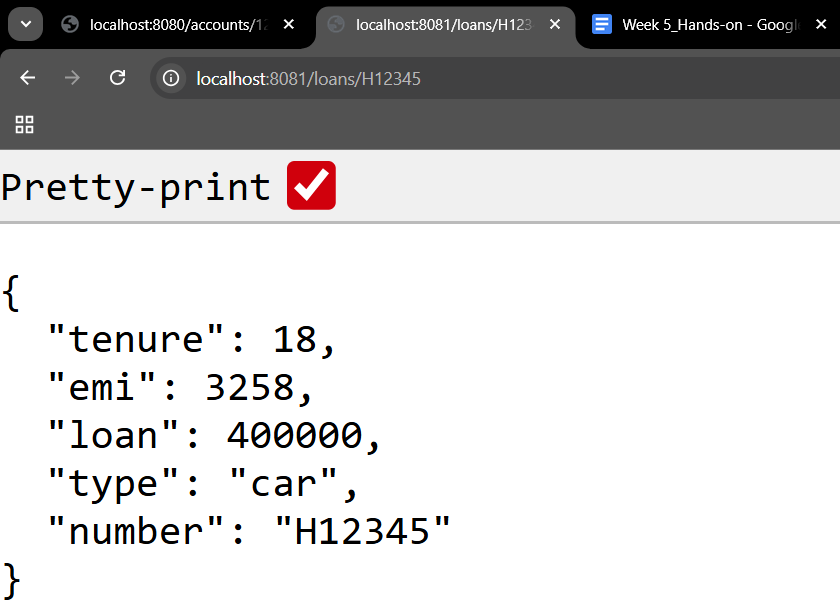 localhost:8080/accounts/12
localhost:8081/loans/H123
Week 5_Hands-on - Googl
localhost:8081/loans/H12345
Pretty-print
{
"tenure": 18,
"emi": 3258,
"loan": 400000,
"type": "car",
"number": "H12345"
}